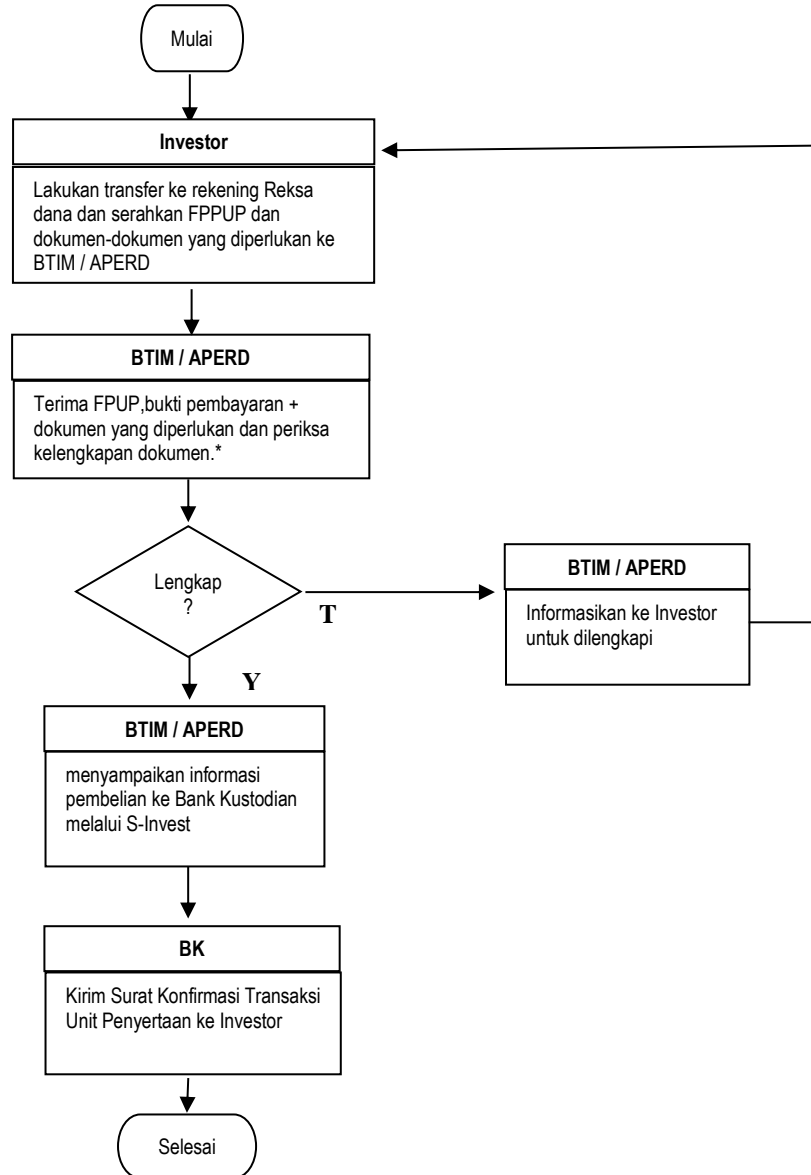 Mulai
Investor
Lakukan transfer ke rekening Reksa
dana dan serahkan FPPUP dan
dokumen-dokumen yang diperlukan ke
BTIM / APERD
BTIM / APERD
Terima FPUP,bukti pembayaran +
dokumen yang diperlukan dan periksa
kelengkapan dokumen.*
Lengkap
?
T
BTIM / APERD
Informasikan ke Investor
untuk dilengkapi
Y
BTIM / APERD
menyampaikan informasi
pembelian ke Bank Kustodian
melalui S-Invest
BK
Kirim Surat Konfirmasi Transaksi
Unit Penyertaan ke Investor
Selesai